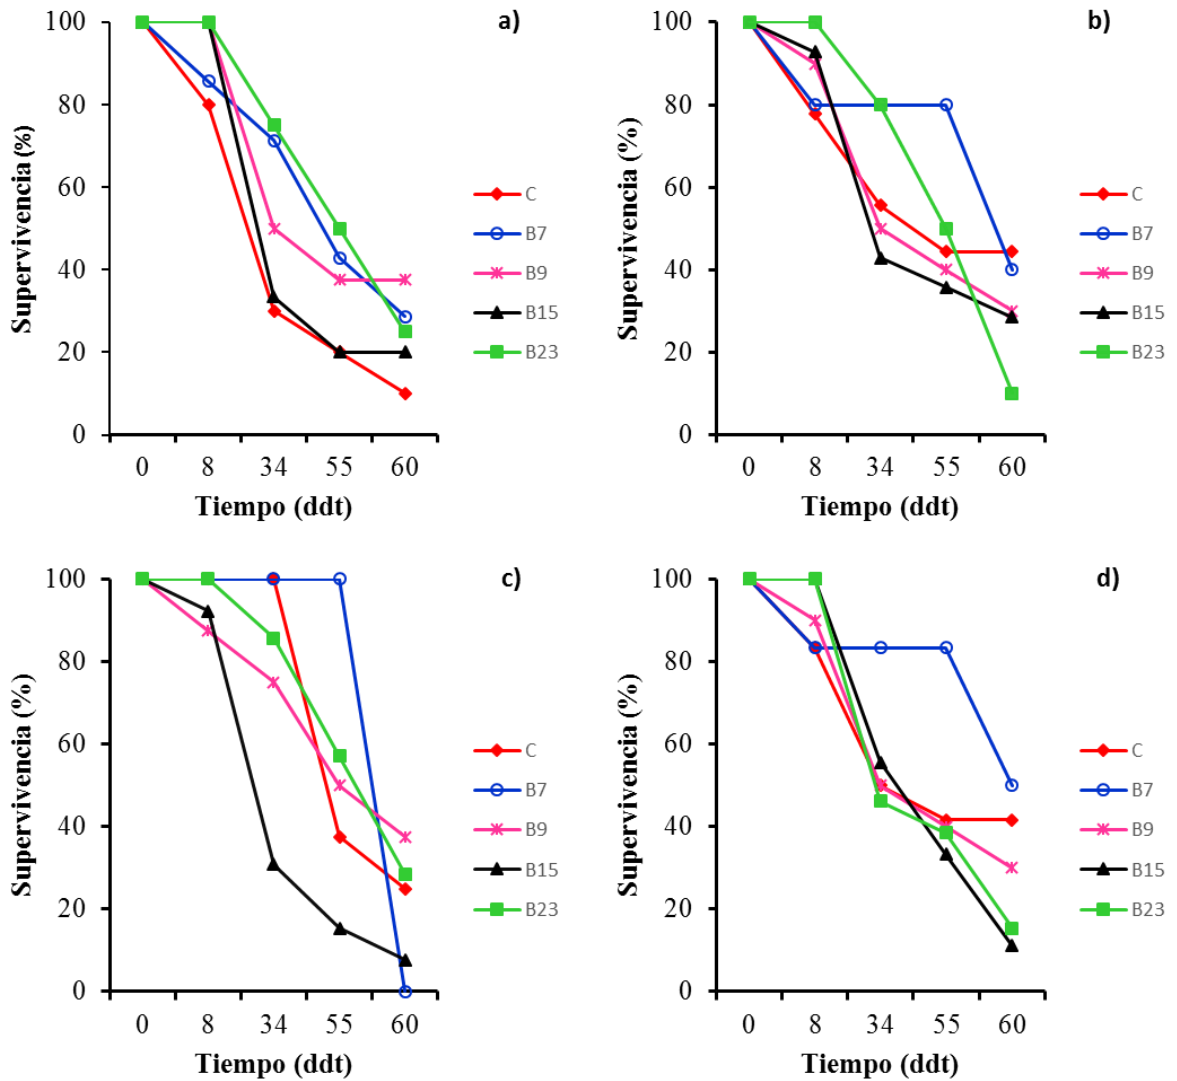 a)
100
80
60
40
20
0
Supervivencia (%)
0 8 34 55 60
Tiempo (ddt)
C
B7
B9
B15
B23
b)
100
80
60
40
20
0
Supervivencia (%)
0 8 34 55 60
Tiempo (ddt)
C
B7
B9
B15
B23
c)
100
80
60
40
20
0
Supervivencia (%)
0 8 34 55 60
Tiempo (ddt)
C
B7
B9
B15
B23
d)
100
80
60
40
20
0
Supervivencia (%)
0 8 34 55 60
Tiempo (ddt)
C
B7
B9
B15
B23